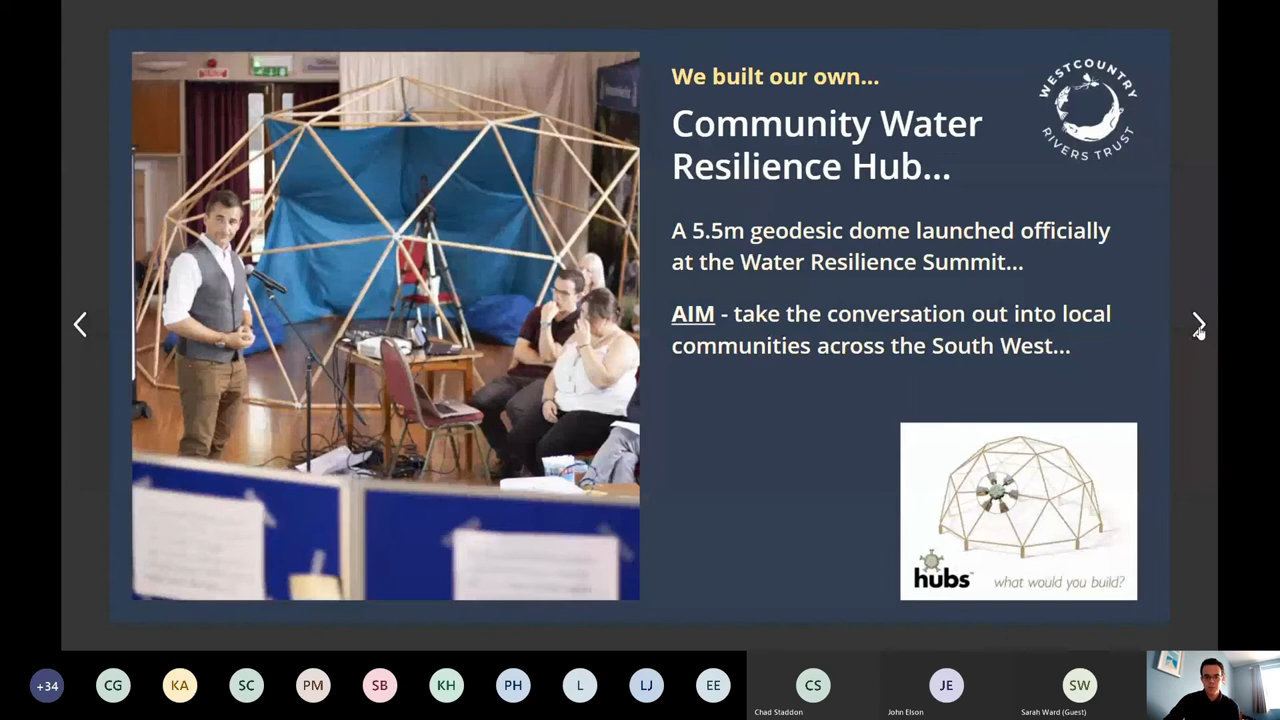 We built our own...
Community Water
Resilience Hub...
WESTCOUNTRY
RIVERS TRUST
A 5.5m geodesic dome launched officially
at the Water Resilience Summit...
AIM - take the conversation out into local
communities across the South West...
hubs™
what would you build?
+34
CG
KA
SC
PM
SB
KH
PH
L
LJ
EE
CS
JE
SW
Chad Staddon
John Elson
Sarah Ward (Guest)